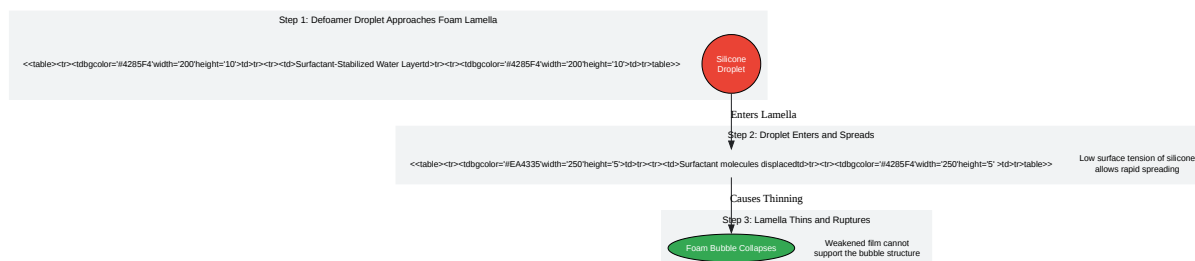 Step 1: Defoamer Droplet Approaches Foam Lamella
<<table><tr><tdbgcolor='#4285F4'width='200'height='10'>td>tr><<tr><td>Surfactant-Stabilized Water Layertd>tr><<tr><tdbgcolor='#4285F4'width='200'height='10'>td>tr>table>>
Silicone
Droplet
Enters Lamella
Step 2: Droplet Enters and Spreads
<<table><tr><tdbgcolor='#EA4335'width='250'height='5'>td>tr><tr><td>Surfactant molecules displacedtd>tr><<tr><tdbgcolor='#4285F4'width='250'height='5' >td>tr>table>>
Low surface tension of silicone
allows rapid spreading
Causes Thinning
Step 3: Lamella Thins and Ruptures
Foam Bubble Collapses
Weakened film cannot
support the bubble structure